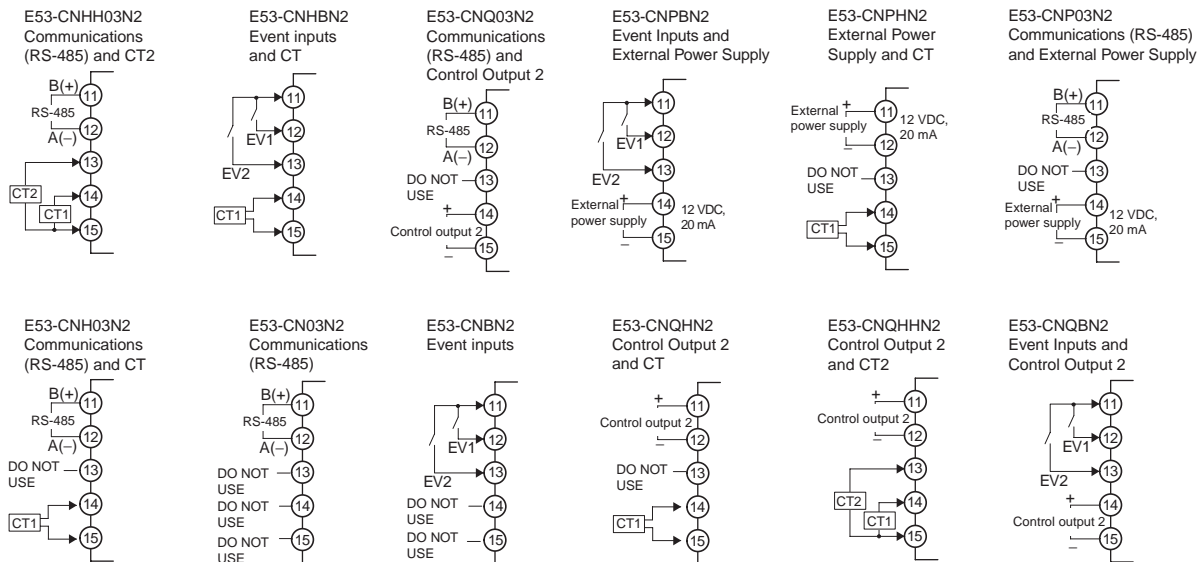 E53-CNHH03N2
Communications
(RS-485) and CT2
B(+)
11
RS-485
12
A(−)
13
CT2
14
CT1
15
E53-CNHBN2
Event inputs
and CT
11
12
EV1
13
EV2
14
CT1
15
E53-CNQ03N2
Communications
(RS-485) and
Control Output 2
B(+)
11
RS-485
12
A(−)
DO NOT
13
USE
+
14
Control output 2
−
15
E53-CNPBN2
Event Inputs and
External Power Supply
11
12
EV1
13
EV2
External
+
14
12 VDC,
power supply
20 mA
−
15
E53-CNPHN2
External Power
Supply and CT
External
+
11
12 VDC,
power supply
20 mA
−
12
DO NOT
13
USE
14
CT1
15
E53-CNP03N2
Communications (RS-485)
and External Power Supply
B(+)
11
RS-485
12
A(−)
DO NOT
13
USE
External
+
14
12 VDC,
power supply
20 mA
−
15
E53-CNH03N2
Communications
(RS-485) and CT
B(+)
11
RS-485
12
A(−)
DO NOT
13
USE
14
CT1
15
E53-CN03N2
Communications
(RS-485)
B(+)
11
RS-485
12
A(−)
DO NOT
13
USE
DO NOT
14
USE
DO NOT
15
USE
E53-CNBN2
Event inputs
11
12
EV1
13
EV2
DO NOT
14
USE
DO NOT
15
USE
E53-CNQHN2
Control Output 2
and CT
+
11
Control output 2
−
12
DO NOT
13
USE
14
CT1
15
E53-CNQHHN2
Control Output 2
and CT2
+
11
Control output 2
−
12
13
CT2
14
CT1
15
E53-CNQBN2
Event Inputs and
Control Output 2
11
12
EV1
13
EV2
+
14
Control output 2
−
15